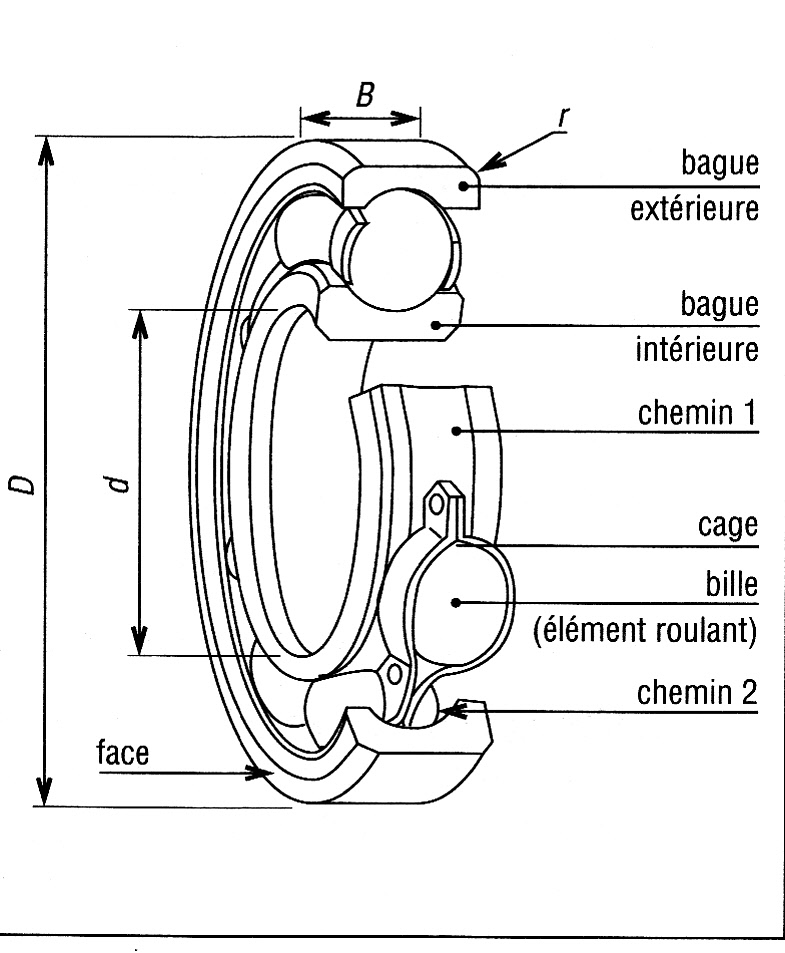 B
r
bague
extérieure
bague
intérieure
chemin 1
D
d
cage
bille
(élément roulant)
chemin 2
face